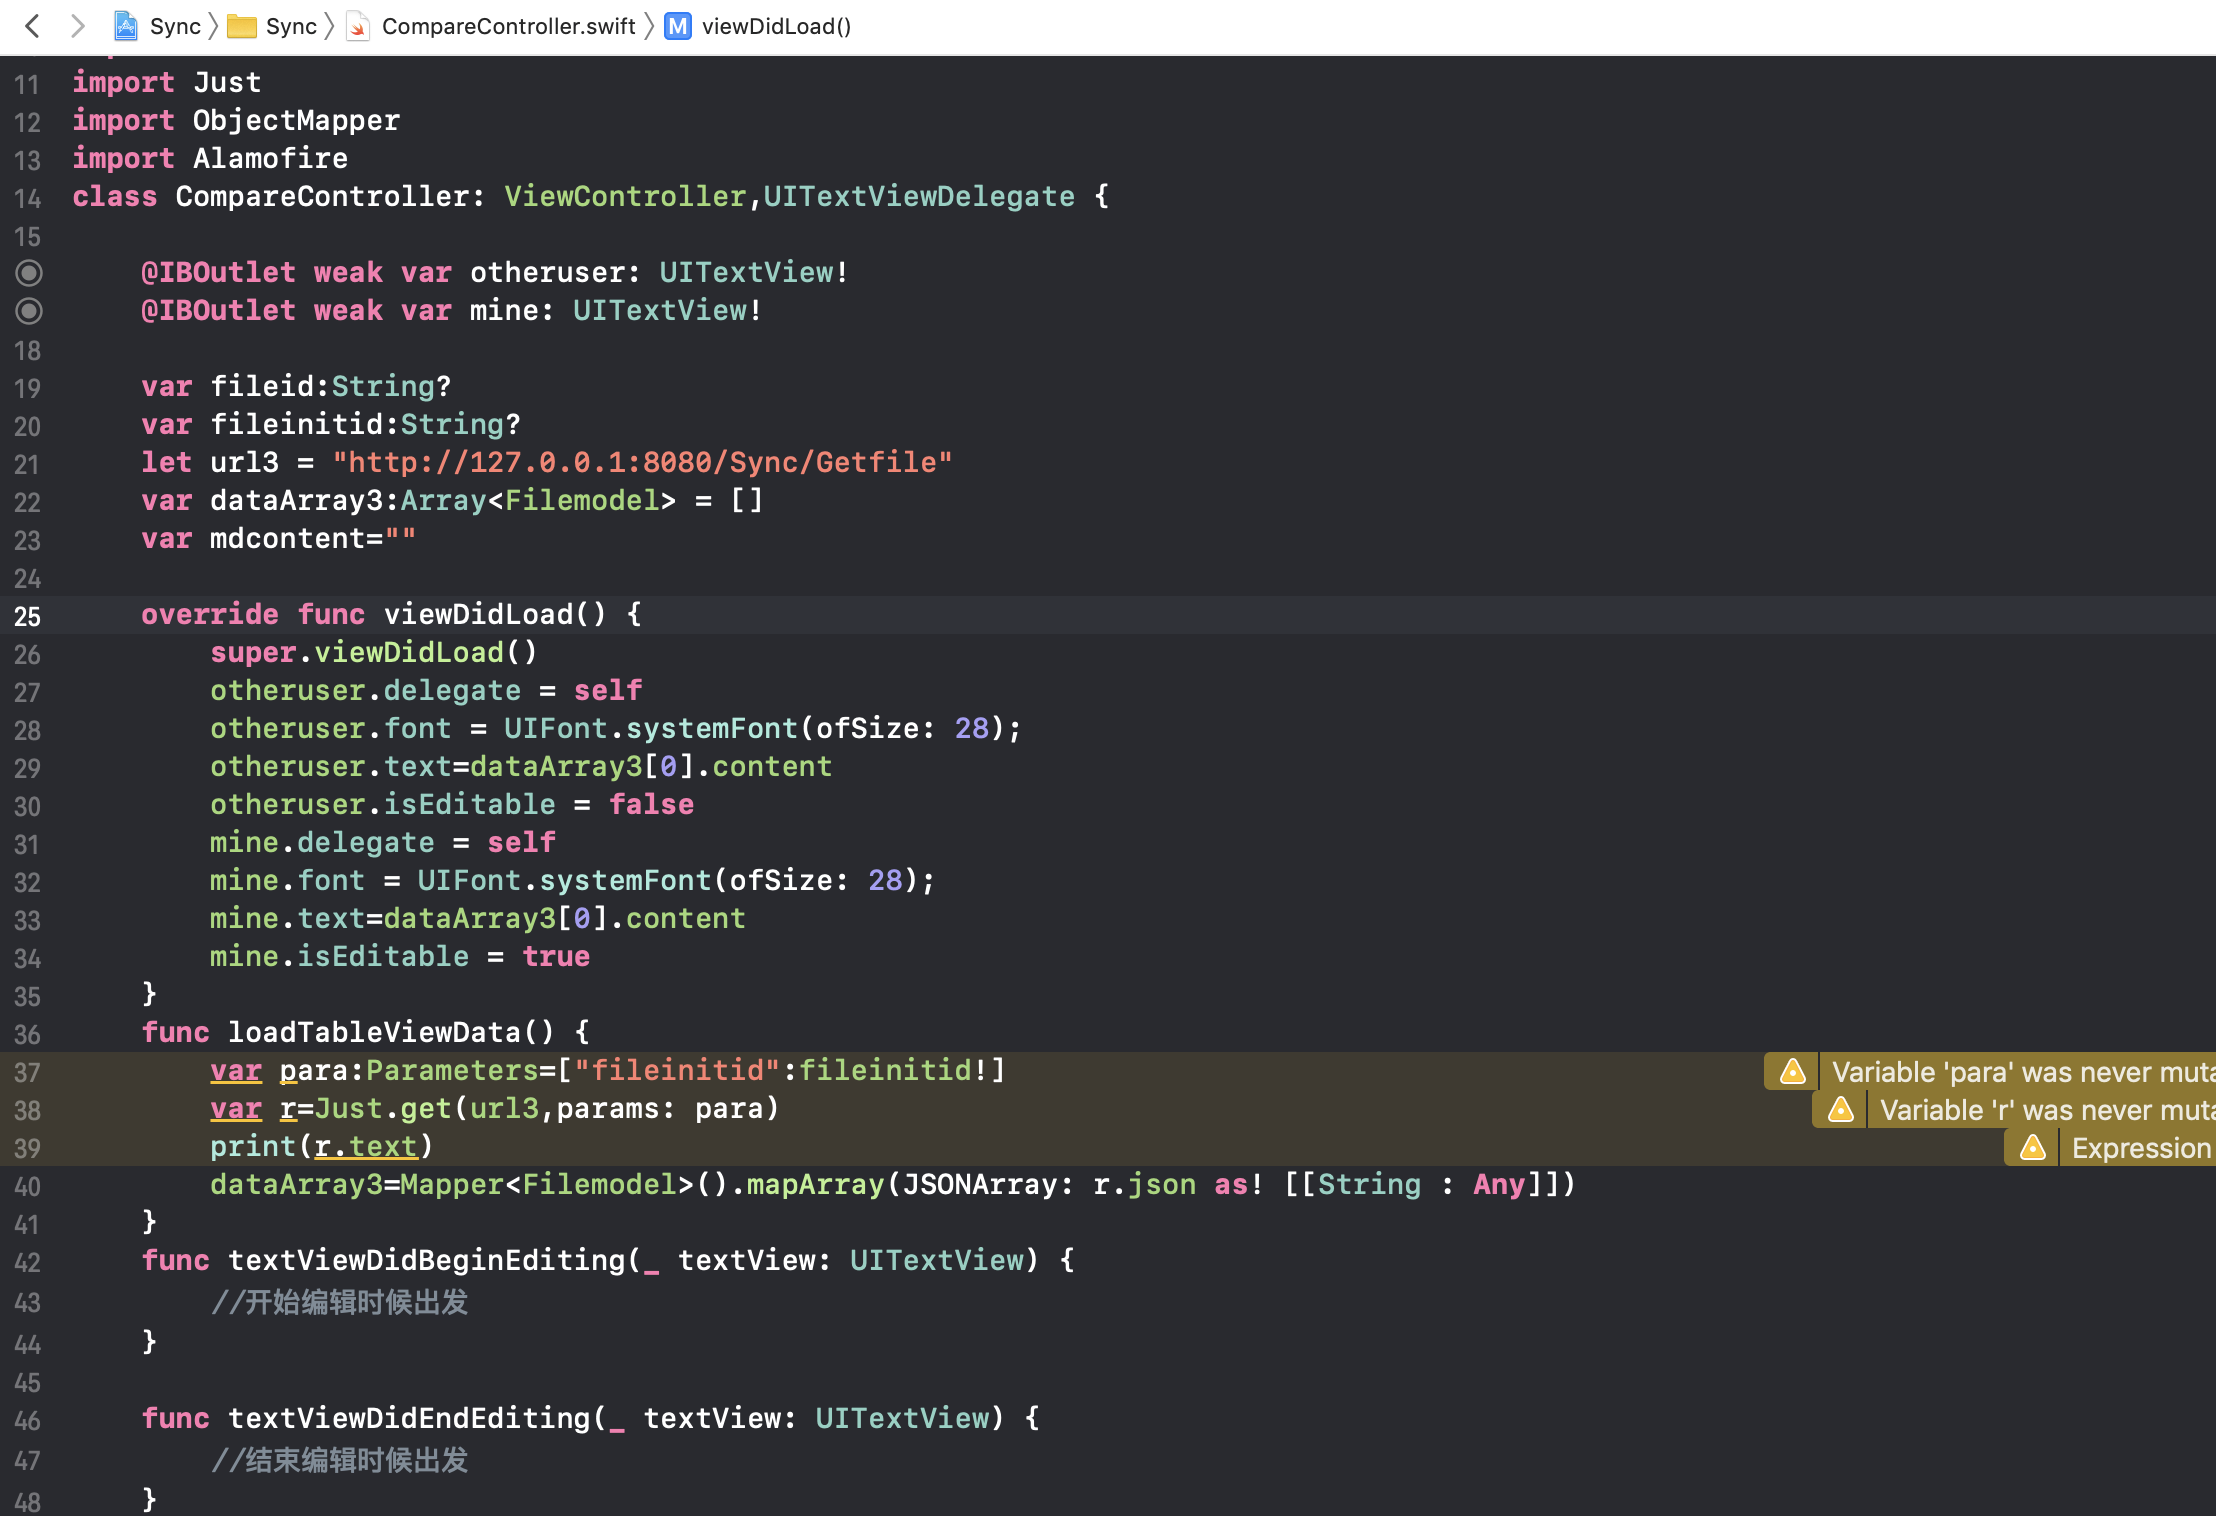 Sync Sync CompareController.swift M viewDidLoad()
11 import Just
12 import ObjectMapper
13 import Alamofire
14 class CompareController: ViewController,UITextViewDelegate {
15
@IBOutlet weak var otheruser: UITextView!
@IBOutlet weak var mine: UITextView!
18
19 var fileid:String?
20 var fileinitid:String?
21 let url3 = "http://127.0.0.1:8080/Sync/Getfile"
22 var dataArray3:Array<Filemodel> = []
23 var mdcontent=""
24
25 override func viewDidLoad() {
26 super.viewDidLoad()
27 otheruser.delegate = self
28 otheruser.font = UIFont.systemFont(ofSize: 28);
29 otheruser.text=dataArray3[0].content
30 otheruser.isEditable = false
31 mine.delegate = self
32 mine.font = UIFont.systemFont(ofSize: 28);
33 mine.text=dataArray3[0].content
34 mine.isEditable = true
35 }
36 func loadTableViewData() {
37 var para:Parameters=["fileinitid":fileinitid!] Variable 'para' was never muta
38 var r=Just.get(url3,params: para) Variable 'r' was never muta
39 print(r.text) Expression
40 dataArray3=Mapper<Filemodel>().mapArray(JSONArray: r.json as! [[String : Any]])
41 }
42 func textViewDidBeginEditing(_ textView: UITextView) {
43 //开始编辑时候出发
44 }
45
46 func textViewDidEndEditing(_ textView: UITextView) {
47 //结束编辑时候出发
48 }